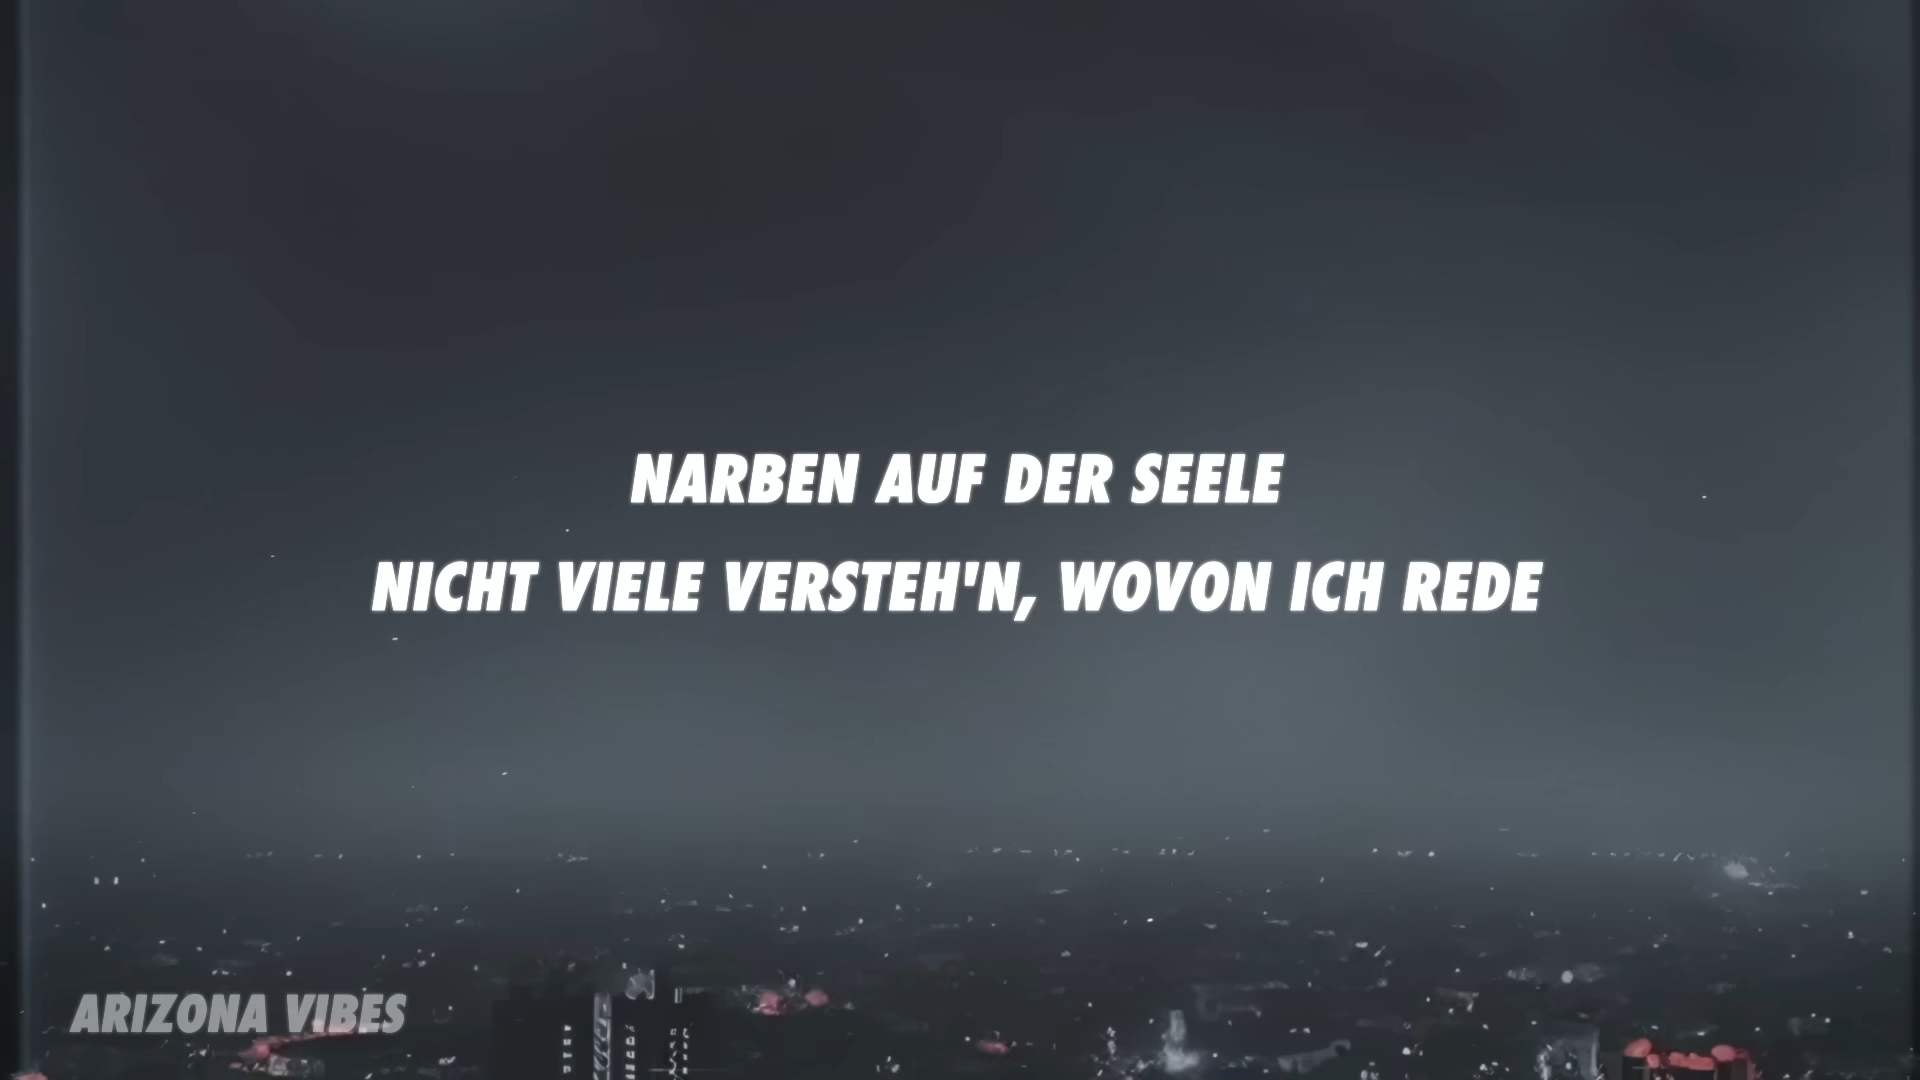 NARBEN AUF DER SEELE
NICHT VIELE VERSTEH'N, WOVON ICH REDE
ARIZONA VIBES